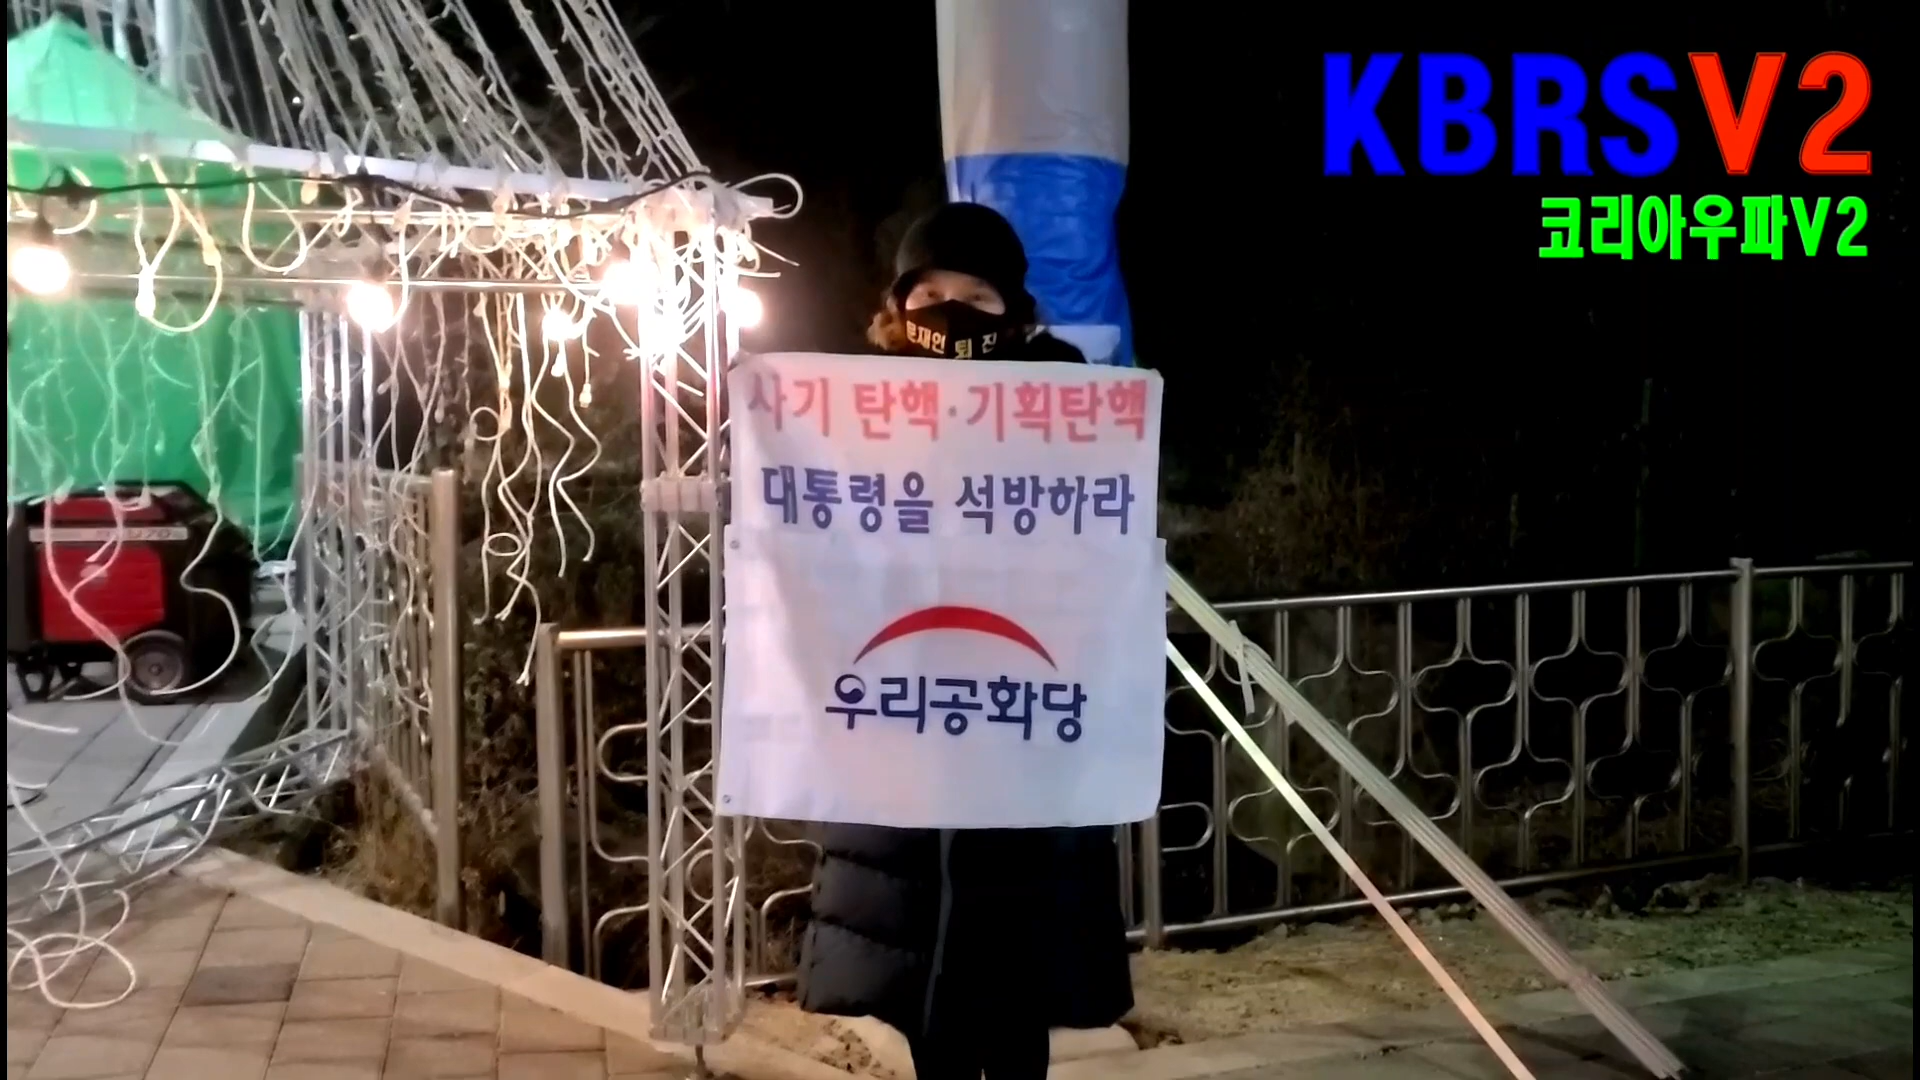 KBRSV2
코리아우파V2
문재인 퇴진
사기 탄핵·기획탄핵
대통령을 석방하라
우리공화당